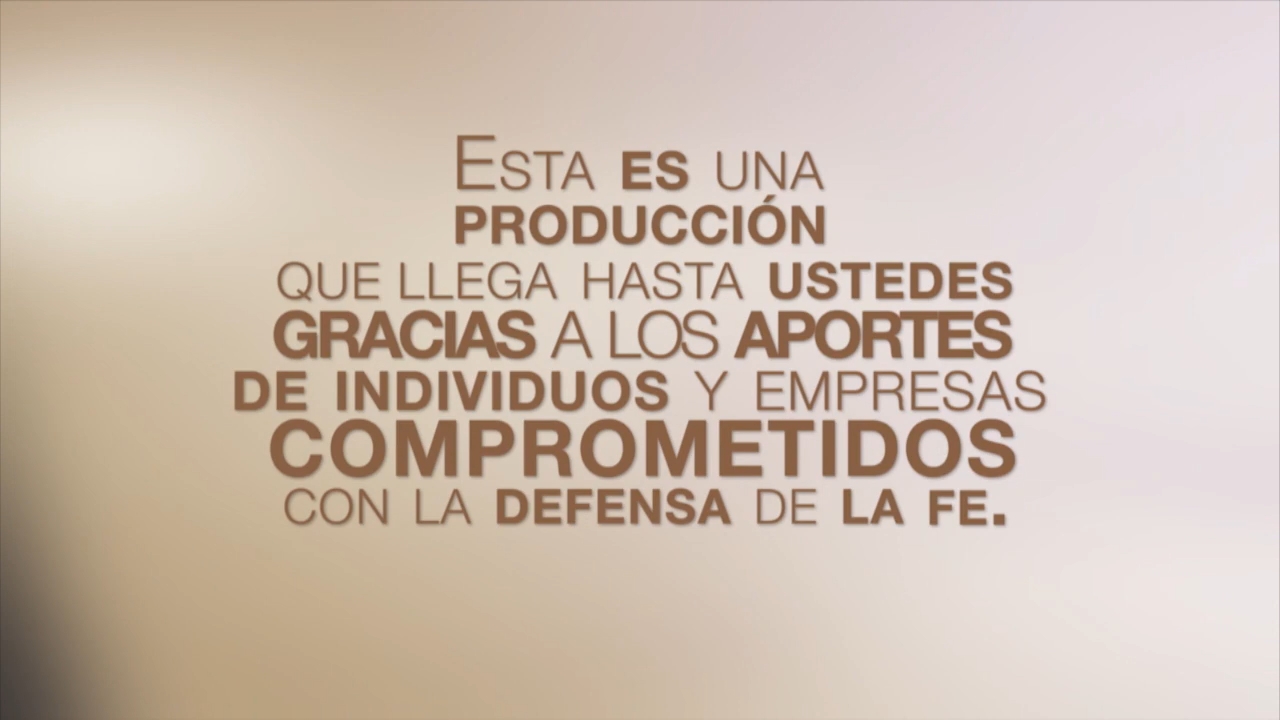 ESTA ES UNA
PRODUCCIÓN
QUE LLEGA HASTA USTEDES
GRACIAS A LOS APORTES
DE INDIVIDUOS Y EMPRESAS
COMPROMETIDOS
CON LA DEFENSA DE LA FE.